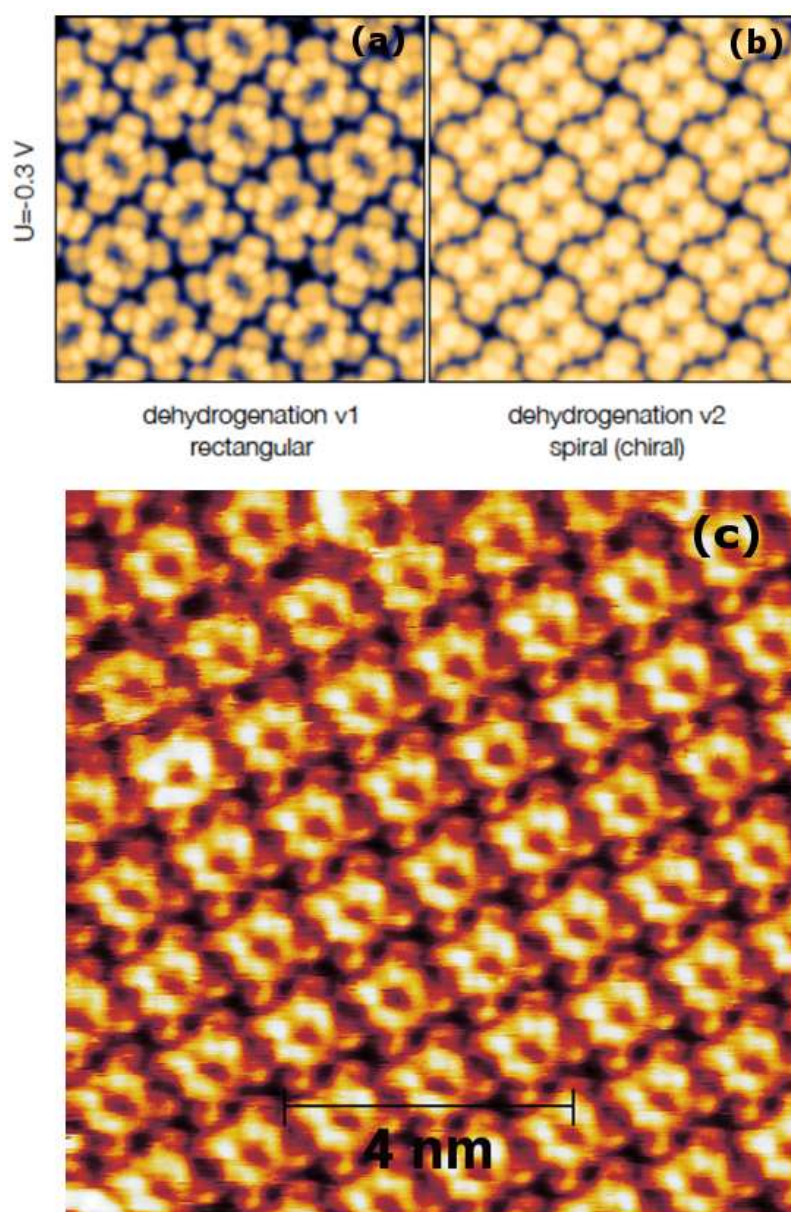 (a)
(b)
U=-0.3 V
dehydrogenation v1
rectangular
dehydrogenation v2
spiral (chiral)
(c)
4 nm